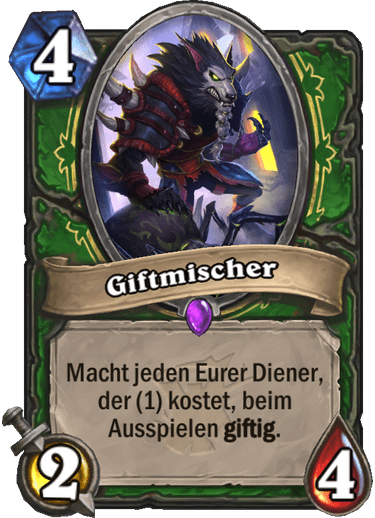 4
Giftmischer
Macht jeden Eurer Diener,
der (1) kostet, beim
Ausspielen giftig.
2
4